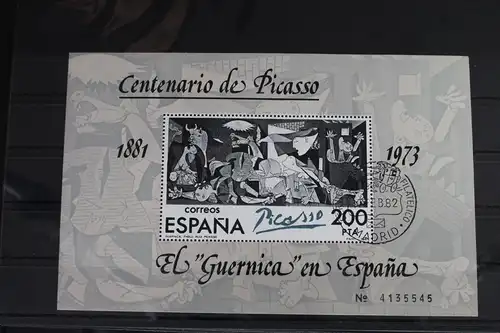 Centenario de Picasso
1881
1973
correos
ESPAÑA
Picasso
200
PTA
MADRID
El "Guernica" en España
Nº 4135545